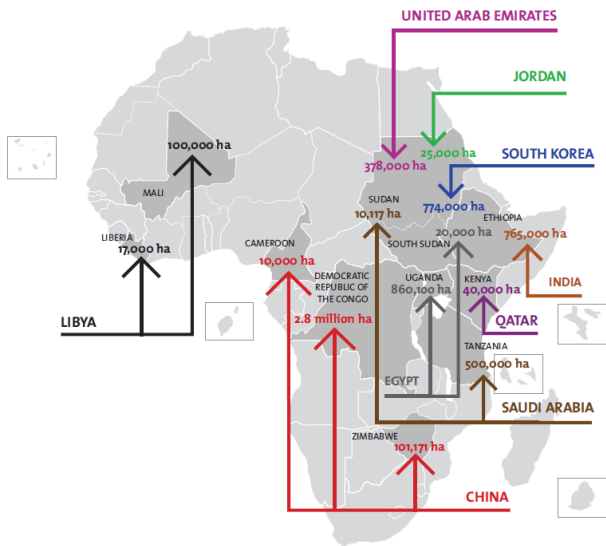 UNITED ARAB EMIRATES
JORDAN
100,000 ha
25,000 ha
378,000 ha
SOUTH KOREA
MALI
SUDAN
10,117 ha
774,000 ha
ETHIOPIA
765,000 ha
LIBERIA
17,000 ha
CAMEROON
10,000 ha
SOUTH SUDAN
20,000 ha
DEMOCRATIC
REPUBLIC OF
THE CONGO
2.8 million ha
UGANDA
860,100 ha
KENYA
40,000 ha
INDIA
LIBYA
QATAR
TANZANIA
500,000 ha
EGYPT
SAUDI ARABIA
ZIMBABWE
101,171 ha
CHINA